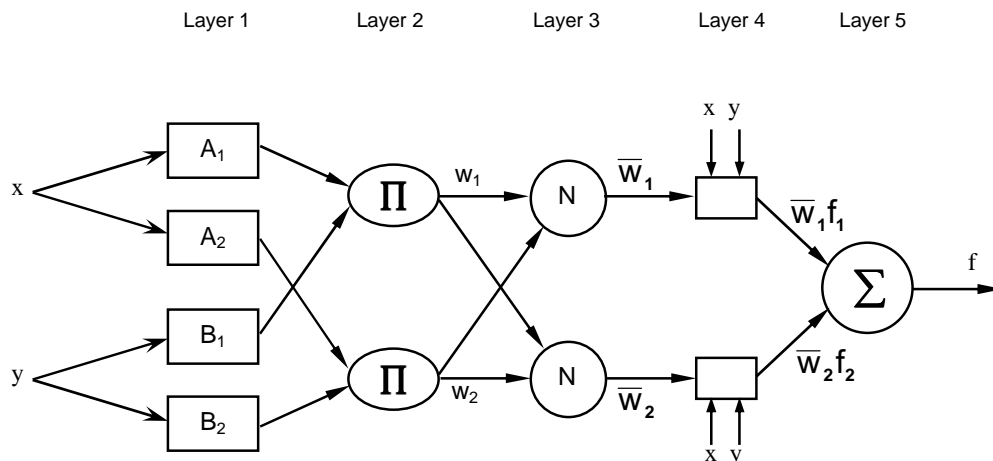 Layer 1 Layer 2 Layer 3 Layer 4 Layer 5
x y
A₁
w₁ w̅₁
Π N
x
w̅₁f₁
A₂
f
Σ
B₁
w̅₂f₂
y
Π N
w₂ w̅₂
B₂
x y